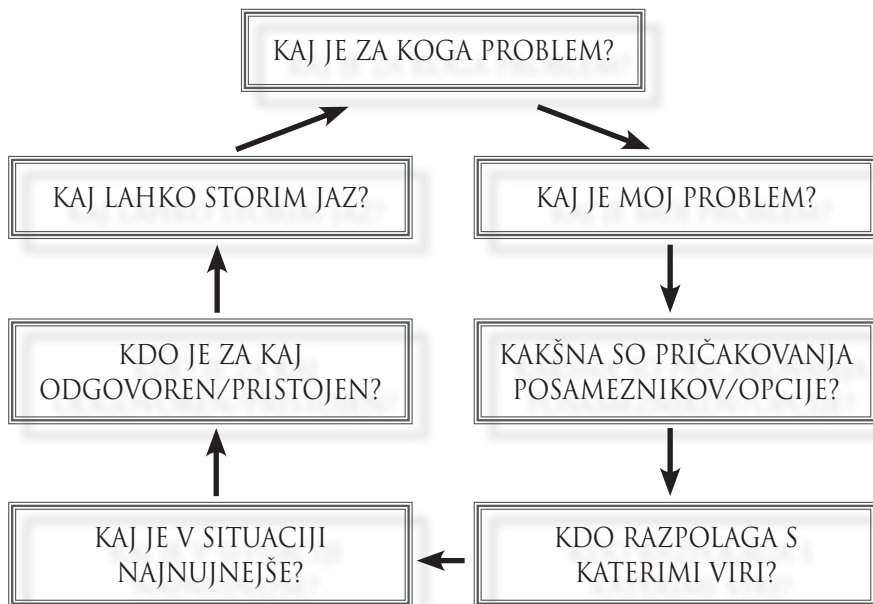 KAJ JE ZA KOGA PROBLEM?
KAJ JE MOJ PROBLEM?
KAKŠNA SO PRIČAKOVANJA
POSAMEZNIKOV/OPCIJE?
KDO RAZPOLAGA S
KATERIMI VIRI?
KAJ JE V SITUACIJI
NAJNUJNEJŠE?
KDO JE ZA KAJ
ODGOVOREN/PRISTOJEN?
KAJ LAHKO STORIM JAZ?